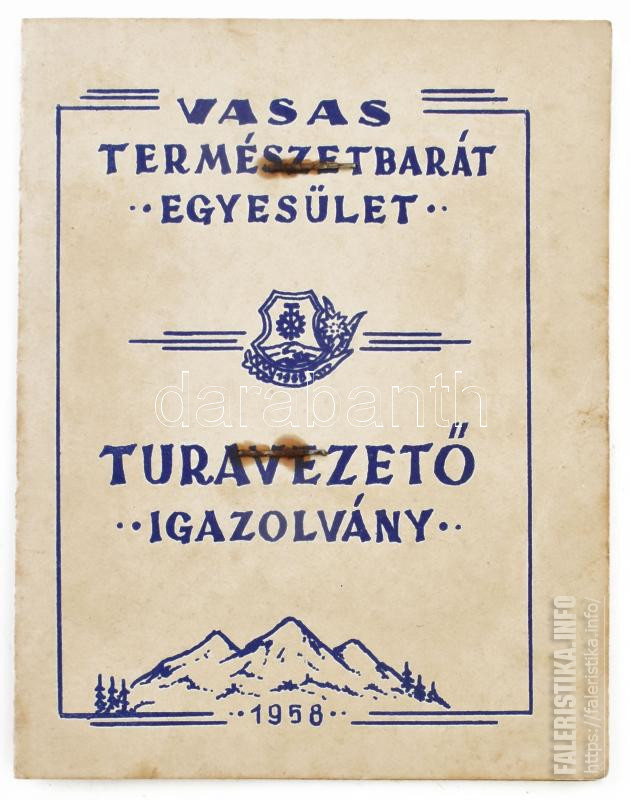 VASAS
TERMÉSZETBARÁT
··EGYESÜLET··
darabanth
TURAVEZETŐ
··IGAZOLVÁNY··
··1958··
FALERISTIKA.INFO
https://faleristika.info/